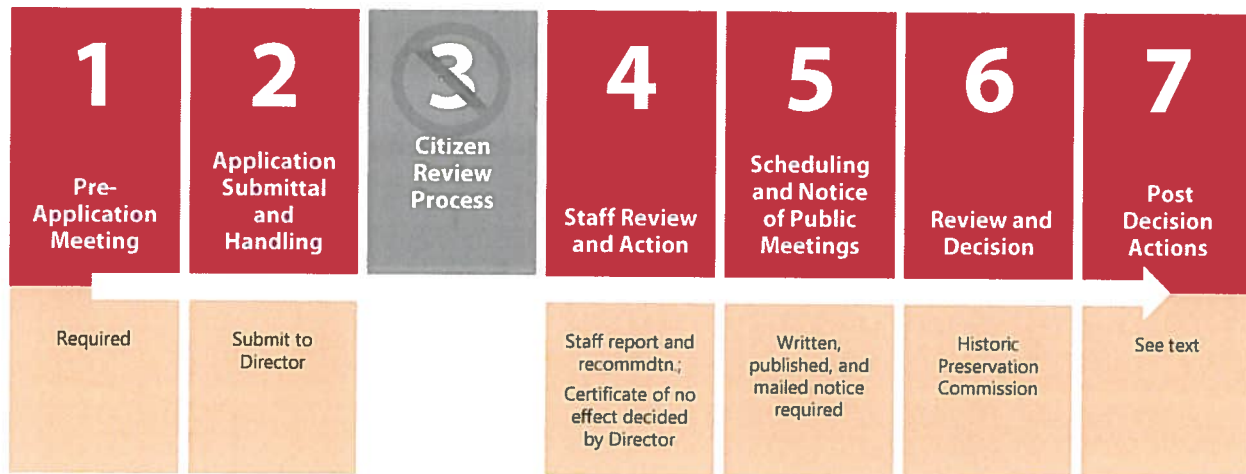 1
Pre-
Application
Meeting
Required
2
Application
Submittal
and
Handling
Submit to
Director
3
Citizen
Review
Process
4
Staff Review
and Action
Staff report and
recommdtn.;
Certificate of no
effect decided
by Director
5
Scheduling
and Notice
of Public
Meetings
Written,
published, and
mailed notice
required
6
Review and
Decision
Historic
Preservation
Commission
7
Post
Decision
Actions
See text